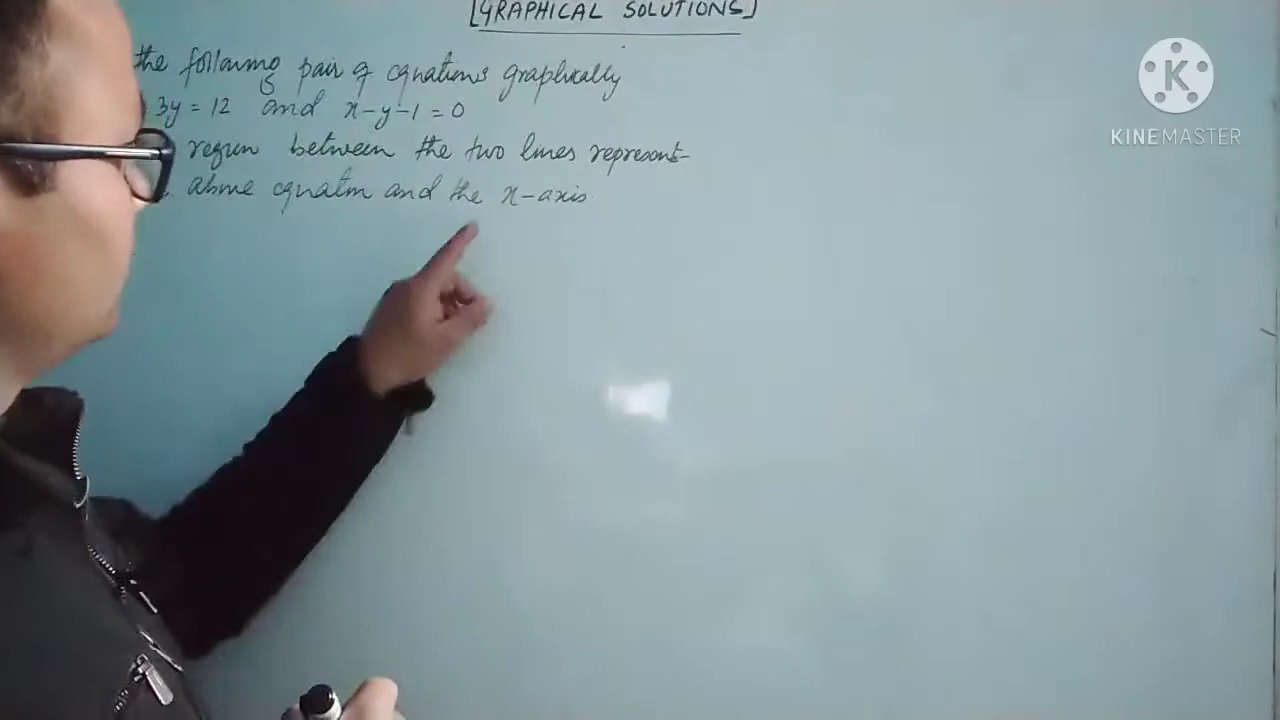 [GRAPHICAL SOLUTIONS]
the following pair of equations graphically
3y = 12 and x-y-1=0
region between the two lines represent-
above equation and the x-axis.
K
KINEMASTER